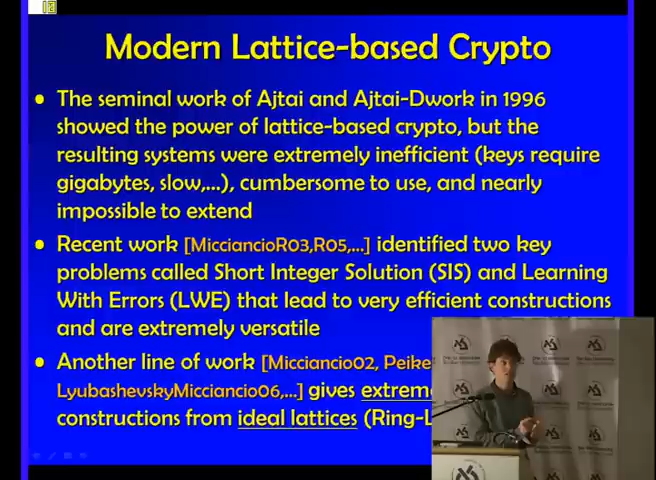 10
Modern Lattice-based Crypto
• The seminal work of Ajtai and Ajtai-Dwork in 1996
showed the power of lattice-based crypto, but the
resulting systems were extremely inefficient (keys require
gigabytes, slow,...), cumbersome to use, and nearly
impossible to extend
• Recent work [MicciancioR03,R05,...] identified two key
problems called Short Integer Solution (SIS) and Learning
With Errors (LWE) that lead to very efficient constructions
and are extremely versatile
• Another line of work [Micciancio02, Peike
LyubashevskyMicciancio06,...] gives extrem
constructions from ideal lattices (Ring-L